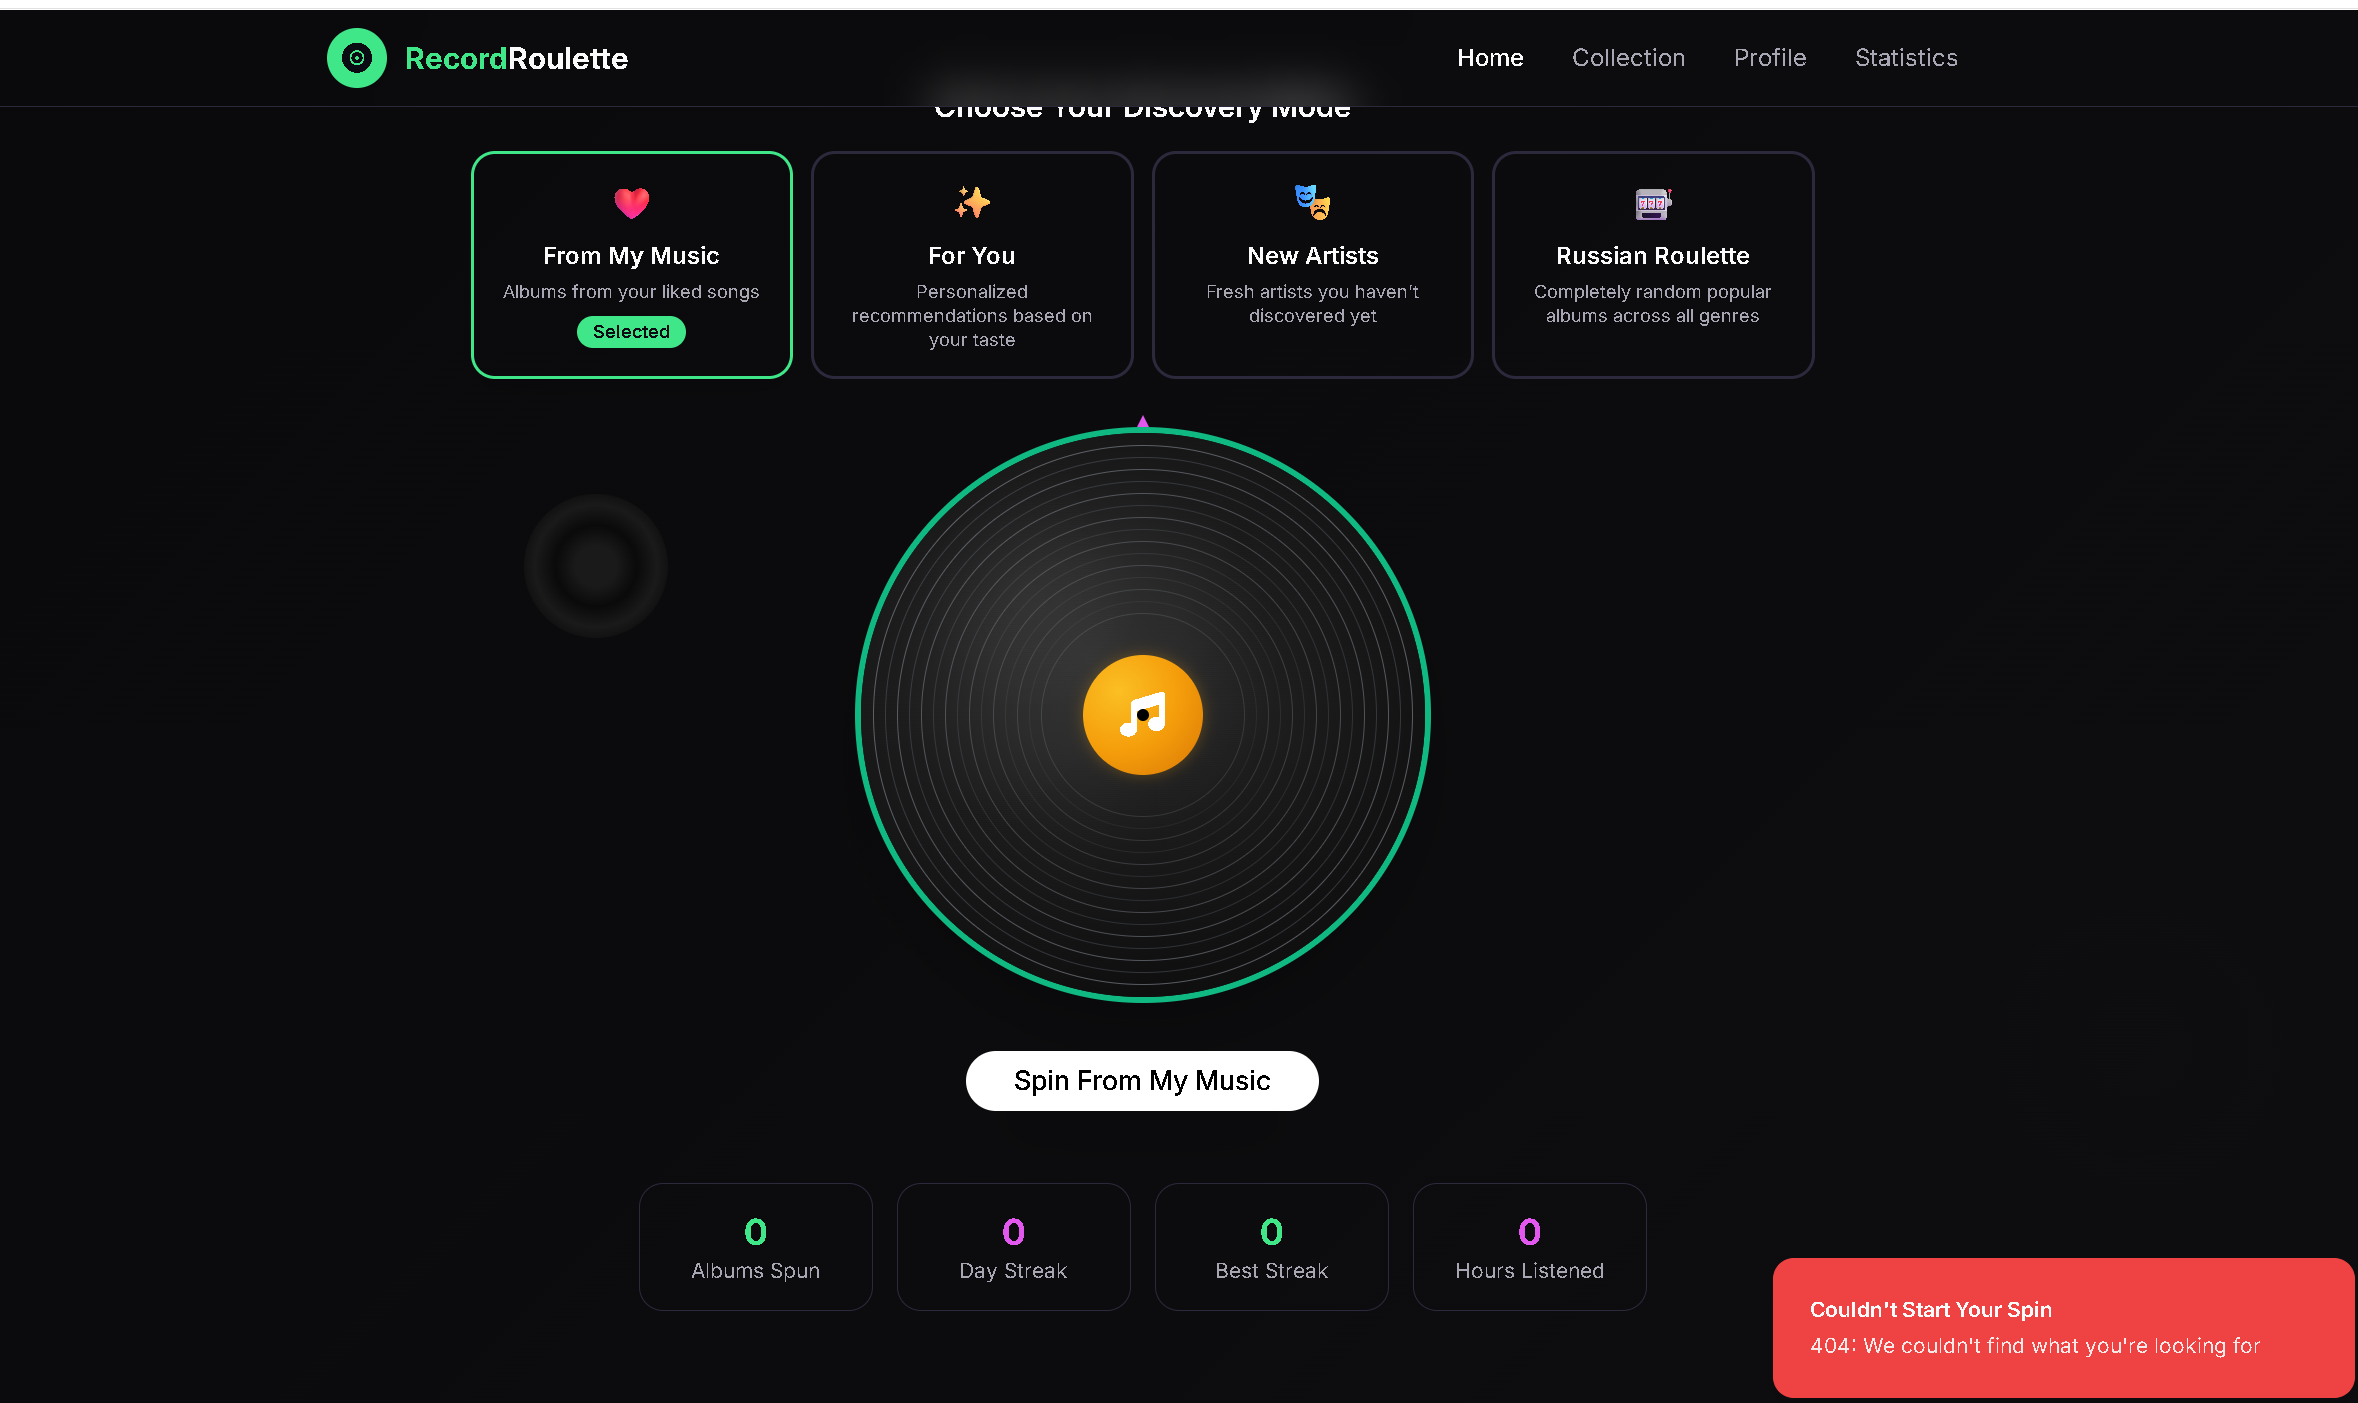 RecordRoulette
Home
Collection
Profile
Statistics
Choose Your Discovery Mode
From My Music
Albums from your liked songs
Selected
For You
Personalized
recommendations based on
your taste
New Artists
Fresh artists you haven't
discovered yet
777
Russian Roulette
Completely random popular
albums across all genres
Spin From My Music
0
Albums Spun
0
Day Streak
0
Best Streak
0
Hours Listened
Couldn't Start Your Spin
404: We couldn't find what you're looking for